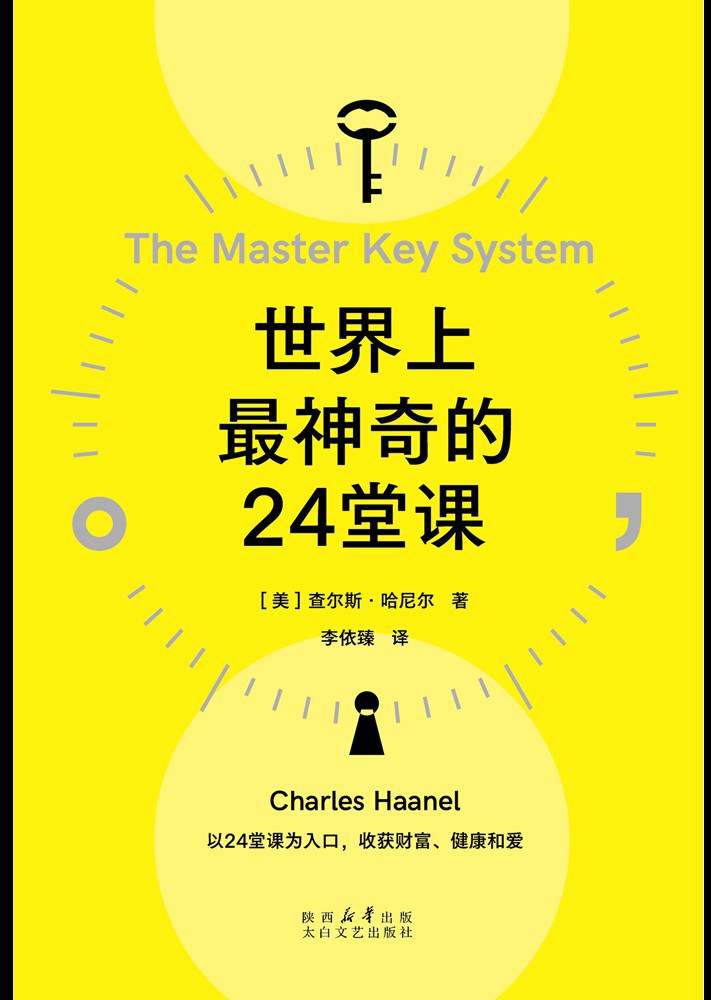 The Master Key System
世界上
最神奇的
24堂课
［美］查尔斯·哈尼尔 著
李依臻 译
Charles Haanel
以24堂课为入口，收获财富、健康和爱
陕西新华出版
太白文艺出版社